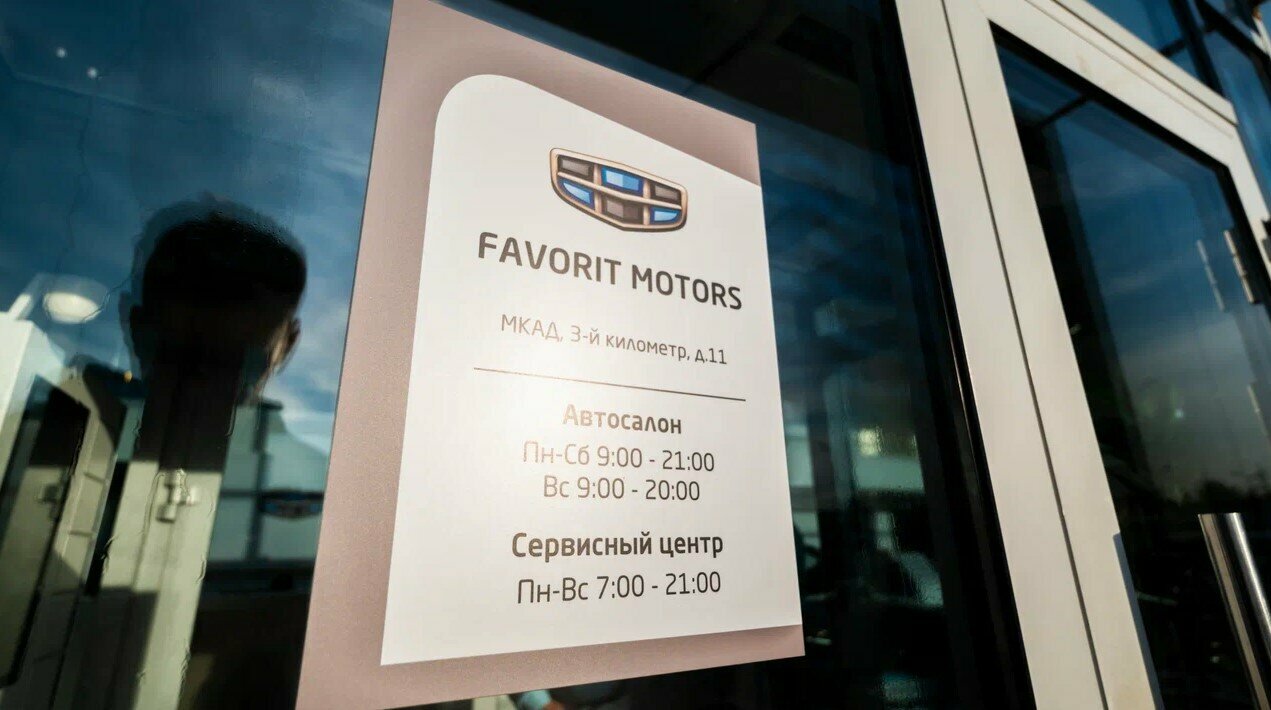 FAVORIT MOTORS
МКАД, 3-й километр, д.11
Автосалон
Пн-Сб 9:00 - 21:00
Вс 9:00 - 20:00
Сервисный центр
Пн-Вс 7:00 - 21:00